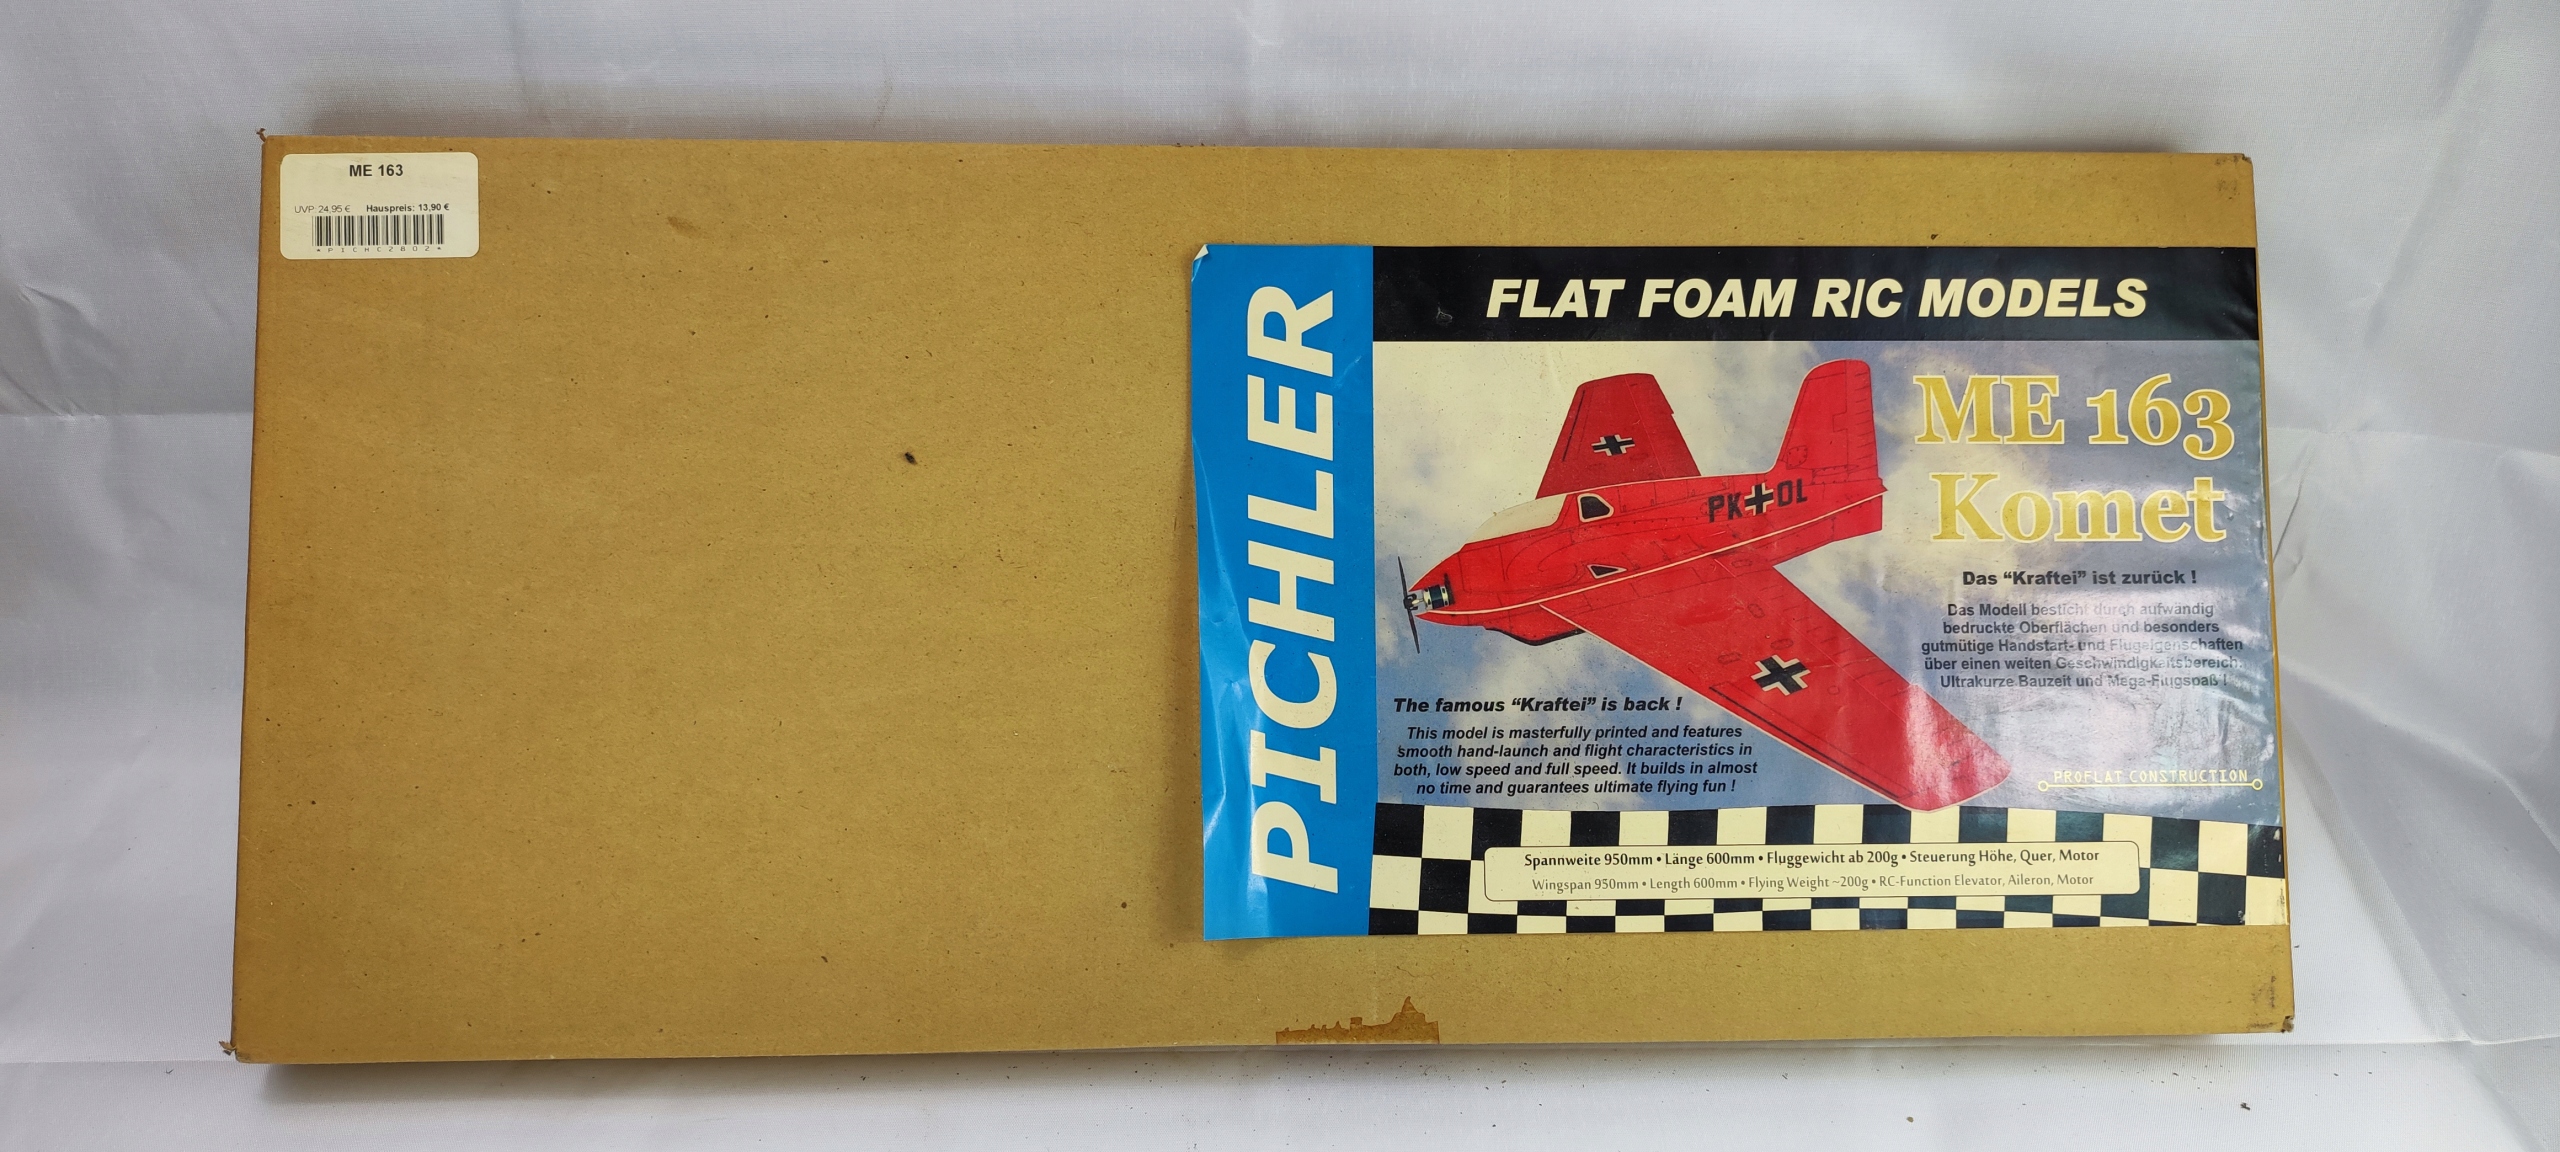 ME 163
UVP: 24,95 € Hauspreis: 13,90 €
*PICHC2802*
PICHLER
FLAT FOAM R/C MODELS
ME 163
Komet
PK DL
Das “Kraftei” ist zurück !
Das Modell besticht durch aufwändig
bedruckte Oberflächen und besonders
gutmütige Handstart- und Flugeigenschaften
über einen weiten Geschwindigkeitsbereich.
Ultrakurze Bauzeit und Mega-Flugspaß !
The famous “Kraftei” is back !
This model is masterfully printed and features
smooth hand-launch and flight characteristics in
both, low speed and full speed. It builds in almost
no time and guarantees ultimate flying fun !
PROFLAT CONSTRUCTION
Spannweite 950mm • Länge 600mm • Fluggewicht ab 200g • Steuerung Höhe, Quer, Motor
Wingspan 950mm • Length 600mm • Flying Weight ~200g • RC-Function Elevator, Aileron, Motor